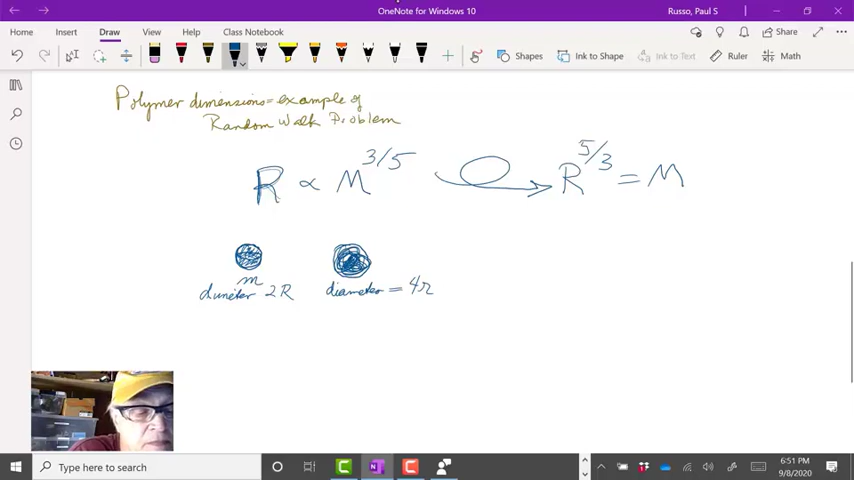 OneNote for Windows 10
Russo, Paul S
Home Insert Draw View Help Class Notebook
Share
Shapes Ink to Shape Ink to Text Ruler Math
Polymer dimensions = example of
Random Walk Problem
R ∝ M^3/5 R^5/3 = M
m
diameter 2R diameter = 4r
Type here to search
6:51 PM
9/8/2020